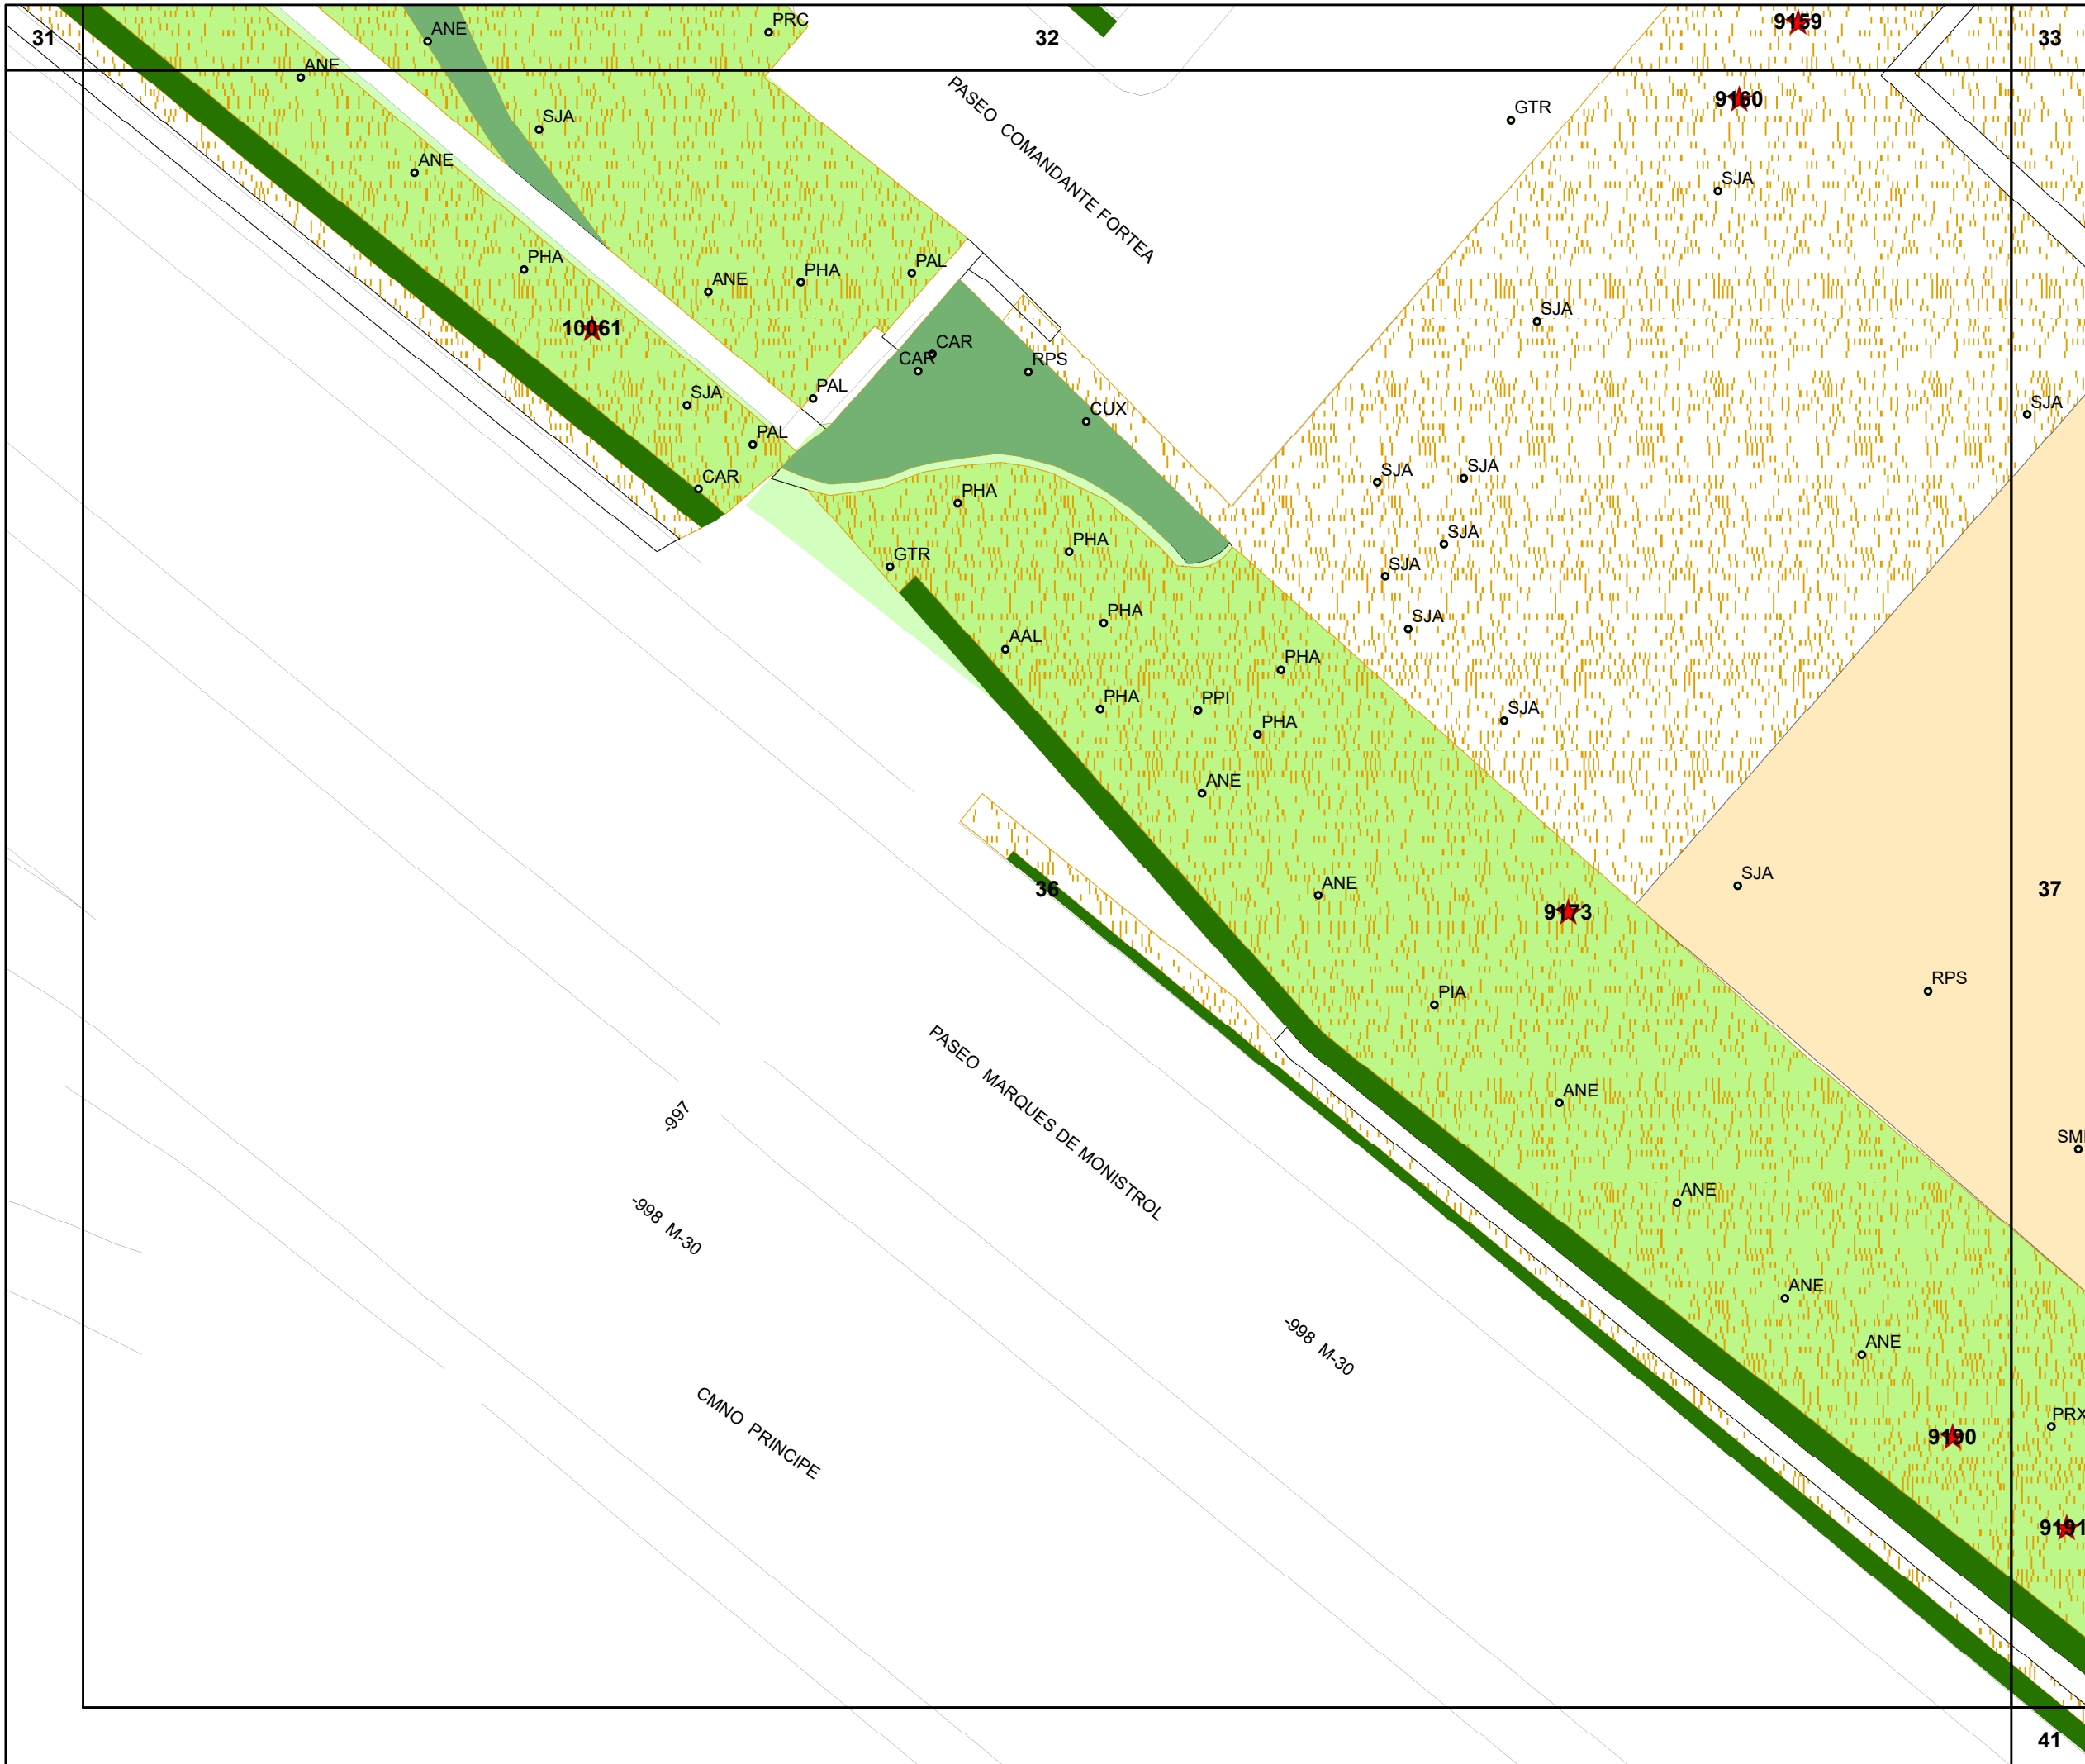 9159
PRC
ANE
31
32
33
ANE
9160
GTR
SJA
ANE
SJA
PASEO COMANDANTE FORTEA
PHA
PAL
PHA
ANE
SJA
10061
CAR
CAR
RPS
PAL
SJA
CUX
SJA
PAL
SJA
SJA
CAR
PHA
SJA
PHA
GTR
SJA
PHA
SJA
AAL
PHA
PHA
PPI
SJA
PHA
ANE
SJA
ANE
36
37
9173
RPS
PIA
PASEO MARQUES DE MONISTROL
ANE
-997
ANE
-998 M-30
ANE
-998 M-30
ANE
CMNO PRINCIPE
PRX
9190
9191
41